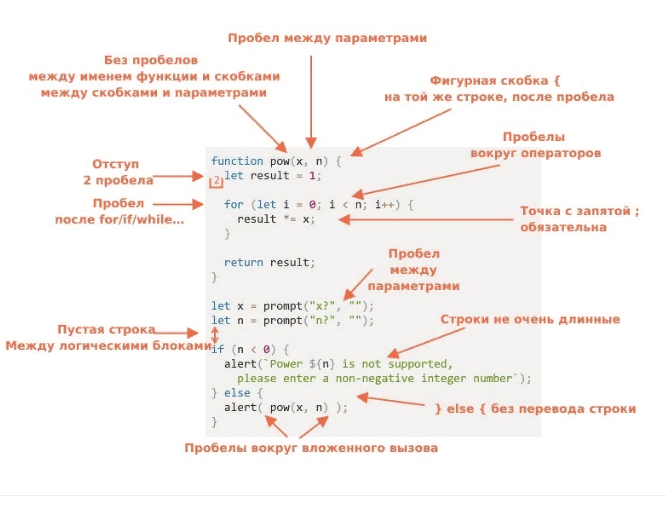 Пробел между параметрами
Без пробелов
между именем функции и скобками
между скобками и параметрами
Фигурная скобка {
на той же строке, после пробела
Пробелы
вокруг операторов
Отступ
2 пробела
Пробел
после for/if/while…
Точка с запятой ;
обязательна
Пробел
между
параметрами
Строки не очень длинные
Пустая строка
Между логическими блоками
} else { без перевода строки
Пробелы вокруг вложенного вызова
function pow(x, n) {
2
  let result = 1;
  for (let i = 0; i < n; i++) {
    result *= x;
  }
  return result;
}
let x = prompt("x?", "");
let n = prompt("n?", "");
if (n < 0) {
  alert(`Power ${n} is not supported,
    please enter a non-negative integer number`);
} else {
  alert( pow(x, n) );
}